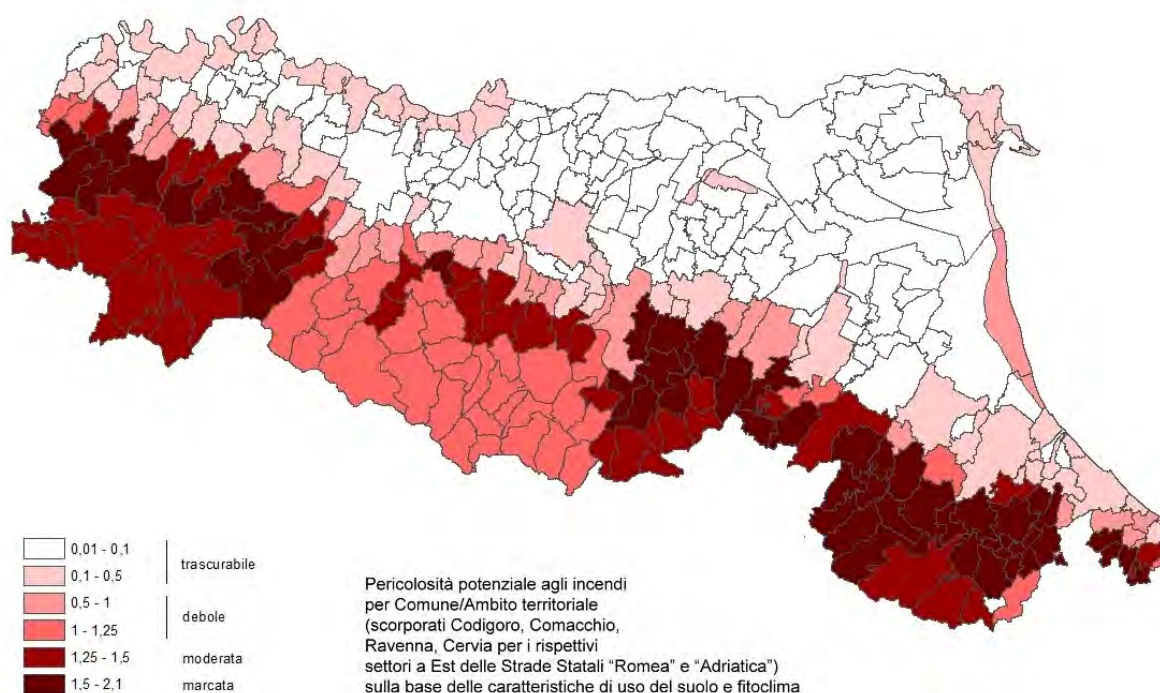 0,01 - 0,1
0,1 - 0,5
trascurabile
0,5 - 1
1 - 1,25
debole
1,25 - 1,5 moderata
1,5 - 2,1 marcata
Pericolosità potenziale agli incendi
per Comune/Ambito territoriale
(scorporati Codigoro, Comacchio,
Ravenna, Cervia per i rispettivi
settori a Est delle Strade Statali “Romea” e “Adriatica”)
sulla base delle caratteristiche di uso del suolo e fitoclima